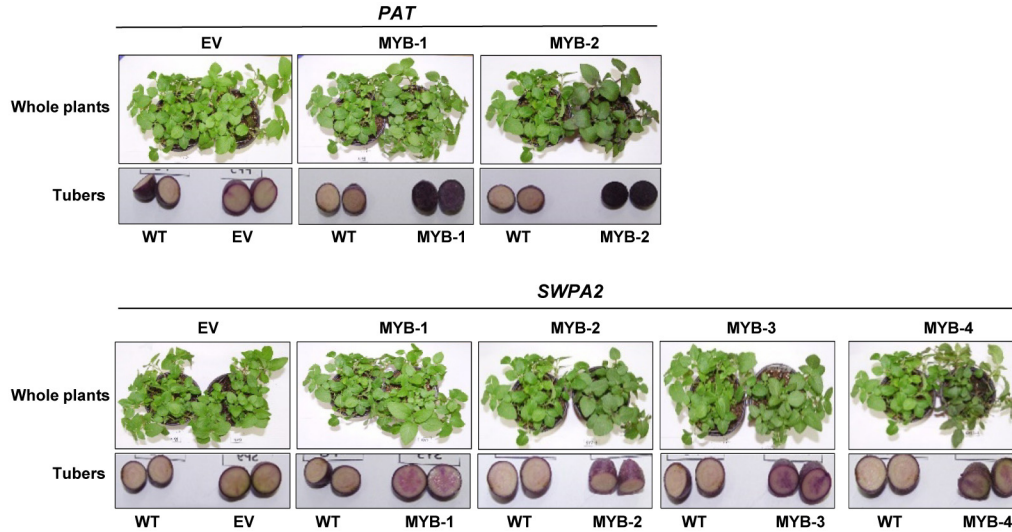 PAT
EV MYB-1 MYB-2
Whole plants
Tubers
WT EV WT MYB-1 WT MYB-2
SWPA2
EV MYB-1 MYB-2 MYB-3 MYB-4
Whole plants
Tubers
WT EV WT MYB-1 WT MYB-2 WT MYB-3 WT MYB-4